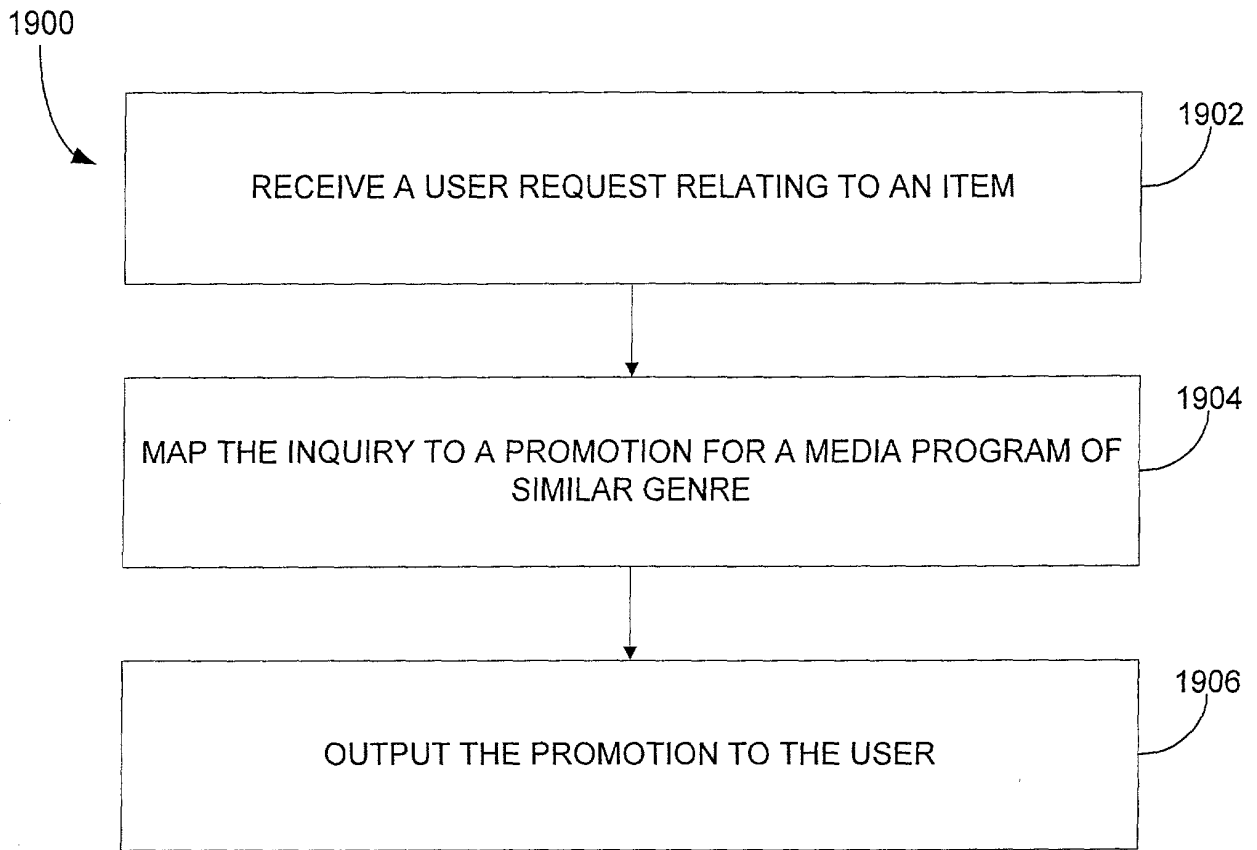 1900
1902
RECEIVE A USER REQUEST RELATING TO AN ITEM
1904
MAP THE INQUIRY TO A PROMOTION FOR A MEDIA PROGRAM OF
SIMILAR GENRE
1906
OUTPUT THE PROMOTION TO THE USER